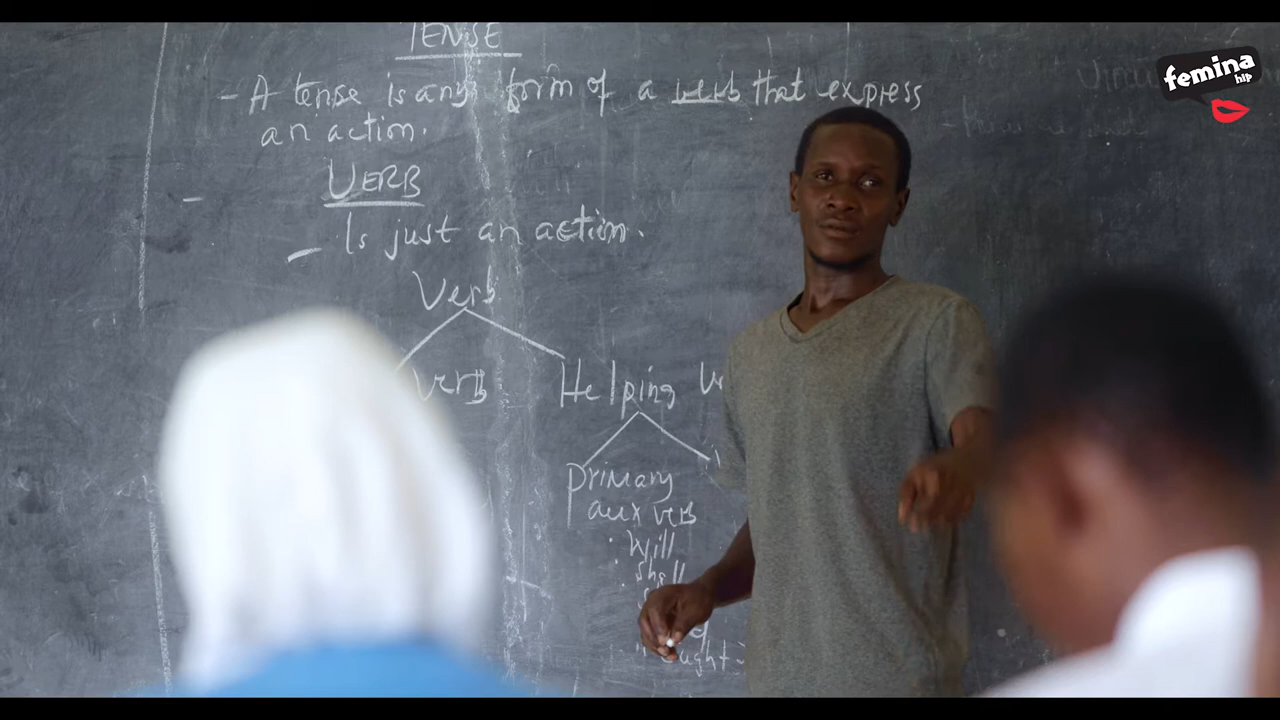 TENSE
- A tense is any form of a verb that express
an action.
- VERB
- Is just an action.
Verb
verb Helping
primary
aux verb
. will
femina
hip